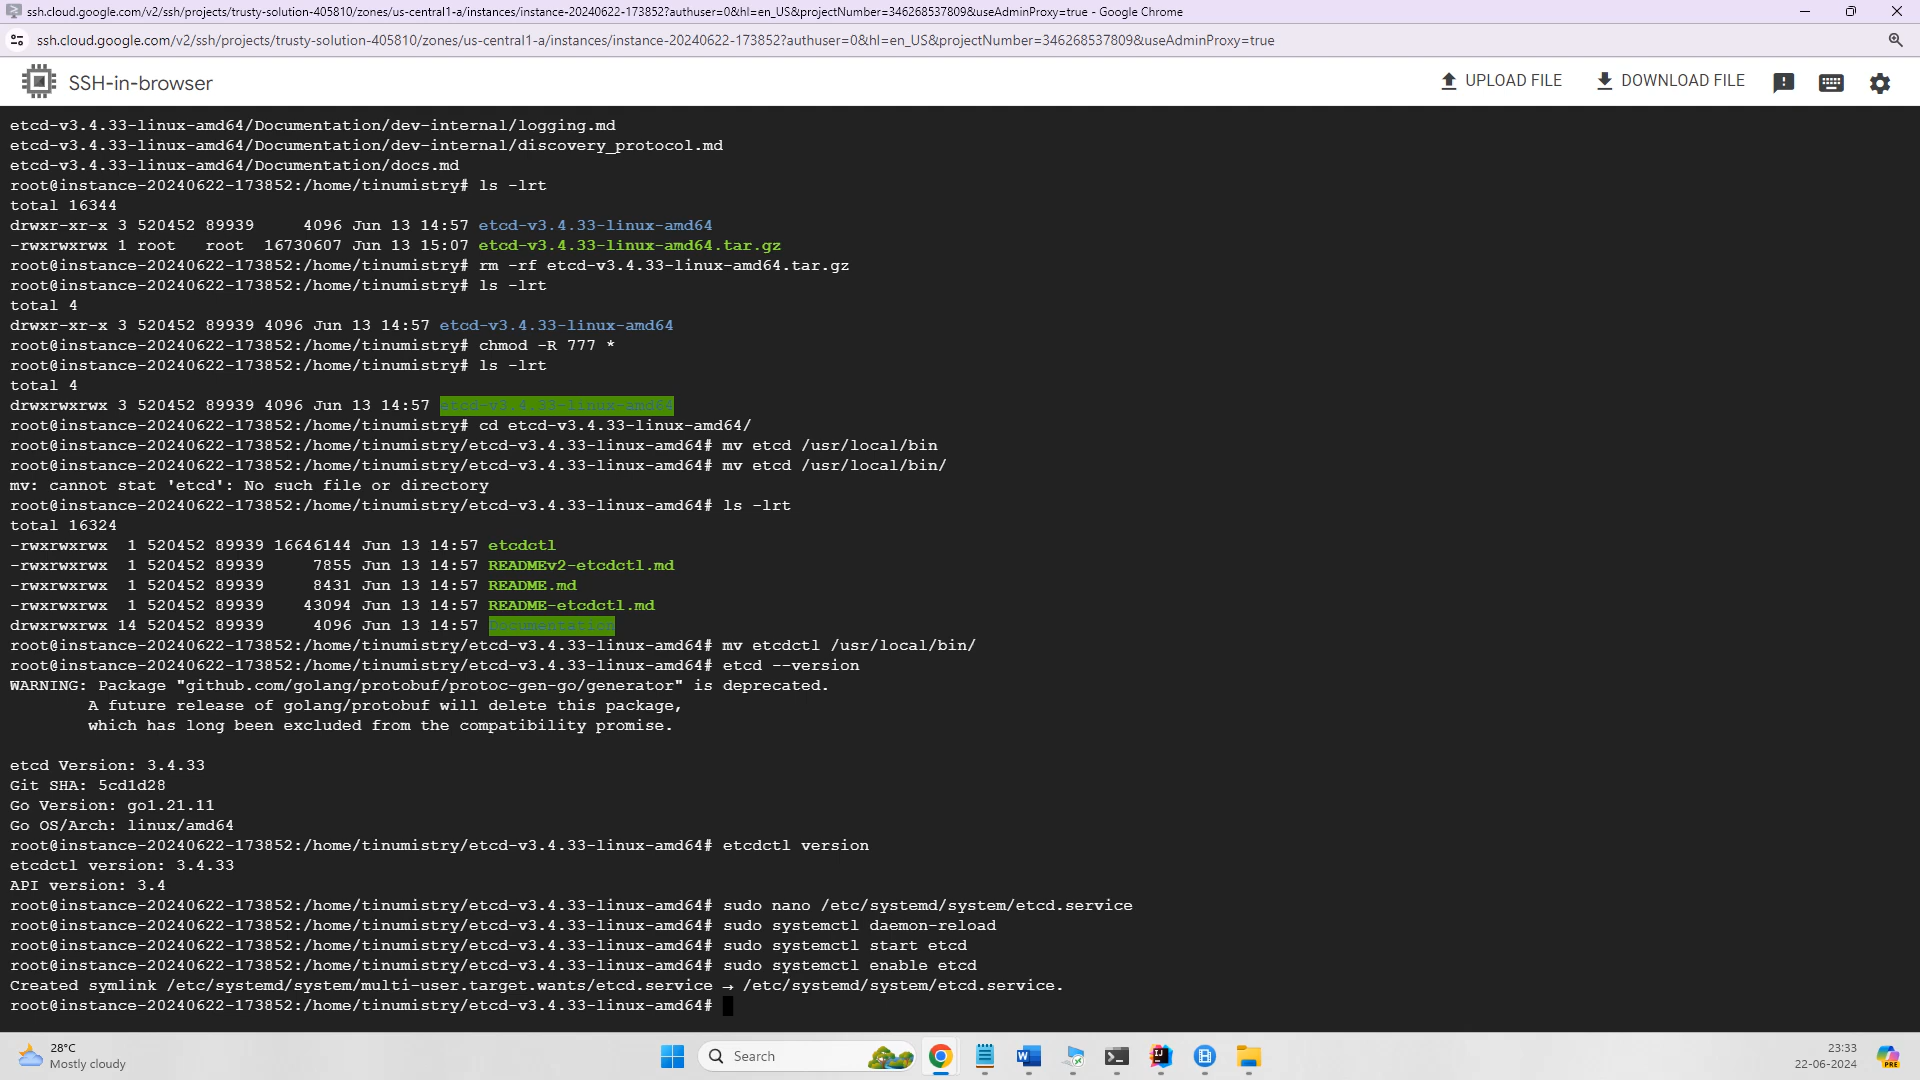 ssh.cloud.google.com/v2/ssh/projects/trusty-solution-405810/zones/us-central1-a/instances/instance-20240622-173852?authuser=0&hl=en_US&projectNumber=346268537809&useAdminProxy=true - Google Chrome
ssh.cloud.google.com/v2/ssh/projects/trusty-solution-405810/zones/us-central1-a/instances/instance-20240622-173852?authuser=0&hl=en_US&projectNumber=346268537809&useAdminProxy=true
SSH-in-browser
UPLOAD FILE
DOWNLOAD FILE
etcd-v3.4.33-linux-amd64/Documentation/dev-internal/logging.md
etcd-v3.4.33-linux-amd64/Documentation/dev-internal/discovery_protocol.md
etcd-v3.4.33-linux-amd64/Documentation/docs.md
root@instance-20240622-173852:/home/tinumistry# ls -lrt
total 16344
drwxr-xr-x 3 520452 89939     4096 Jun 13 14:57 etcd-v3.4.33-linux-amd64
-rwxrwxrwx 1 root   root  16730607 Jun 13 15:07 etcd-v3.4.33-linux-amd64.tar.gz
root@instance-20240622-173852:/home/tinumistry# rm -rf etcd-v3.4.33-linux-amd64.tar.gz
root@instance-20240622-173852:/home/tinumistry# ls -lrt
total 4
drwxr-xr-x 3 520452 89939 4096 Jun 13 14:57 etcd-v3.4.33-linux-amd64
root@instance-20240622-173852:/home/tinumistry# chmod -R 777 *
root@instance-20240622-173852:/home/tinumistry# ls -lrt
total 4
drwxrwxrwx 3 520452 89939 4096 Jun 13 14:57 etcd-v3.4.33-linux-amd64
root@instance-20240622-173852:/home/tinumistry# cd etcd-v3.4.33-linux-amd64/
root@instance-20240622-173852:/home/tinumistry/etcd-v3.4.33-linux-amd64# mv etcd /usr/local/bin
root@instance-20240622-173852:/home/tinumistry/etcd-v3.4.33-linux-amd64# mv etcd /usr/local/bin/
mv: cannot stat 'etcd': No such file or directory
root@instance-20240622-173852:/home/tinumistry/etcd-v3.4.33-linux-amd64# ls -lrt
total 16324
-rwxrwxrwx  1 520452 89939 16646144 Jun 13 14:57 etcdctl
-rwxrwxrwx  1 520452 89939     7855 Jun 13 14:57 READMEv2-etcdctl.md
-rwxrwxrwx  1 520452 89939     8431 Jun 13 14:57 README.md
-rwxrwxrwx  1 520452 89939    43094 Jun 13 14:57 README-etcdctl.md
drwxrwxrwx 14 520452 89939     4096 Jun 13 14:57 Documentation
root@instance-20240622-173852:/home/tinumistry/etcd-v3.4.33-linux-amd64# mv etcdctl /usr/local/bin/
root@instance-20240622-173852:/home/tinumistry/etcd-v3.4.33-linux-amd64# etcd --version
WARNING: Package "github.com/golang/protobuf/protoc-gen-go/generator" is deprecated.
        A future release of golang/protobuf will delete this package,
        which has long been excluded from the compatibility promise.
etcd Version: 3.4.33
Git SHA: 5cd1d28
Go Version: go1.21.11
Go OS/Arch: linux/amd64
root@instance-20240622-173852:/home/tinumistry/etcd-v3.4.33-linux-amd64# etcdctl version
etcdctl version: 3.4.33
API version: 3.4
root@instance-20240622-173852:/home/tinumistry/etcd-v3.4.33-linux-amd64# sudo nano /etc/systemd/system/etcd.service
root@instance-20240622-173852:/home/tinumistry/etcd-v3.4.33-linux-amd64# sudo systemctl daemon-reload
root@instance-20240622-173852:/home/tinumistry/etcd-v3.4.33-linux-amd64# sudo systemctl start etcd
root@instance-20240622-173852:/home/tinumistry/etcd-v3.4.33-linux-amd64# sudo systemctl enable etcd
Created symlink /etc/systemd/system/multi-user.target.wants/etcd.service → /etc/systemd/system/etcd.service.
root@instance-20240622-173852:/home/tinumistry/etcd-v3.4.33-linux-amd64#
28°C
Mostly cloudy
Search
23:33
22-06-2024